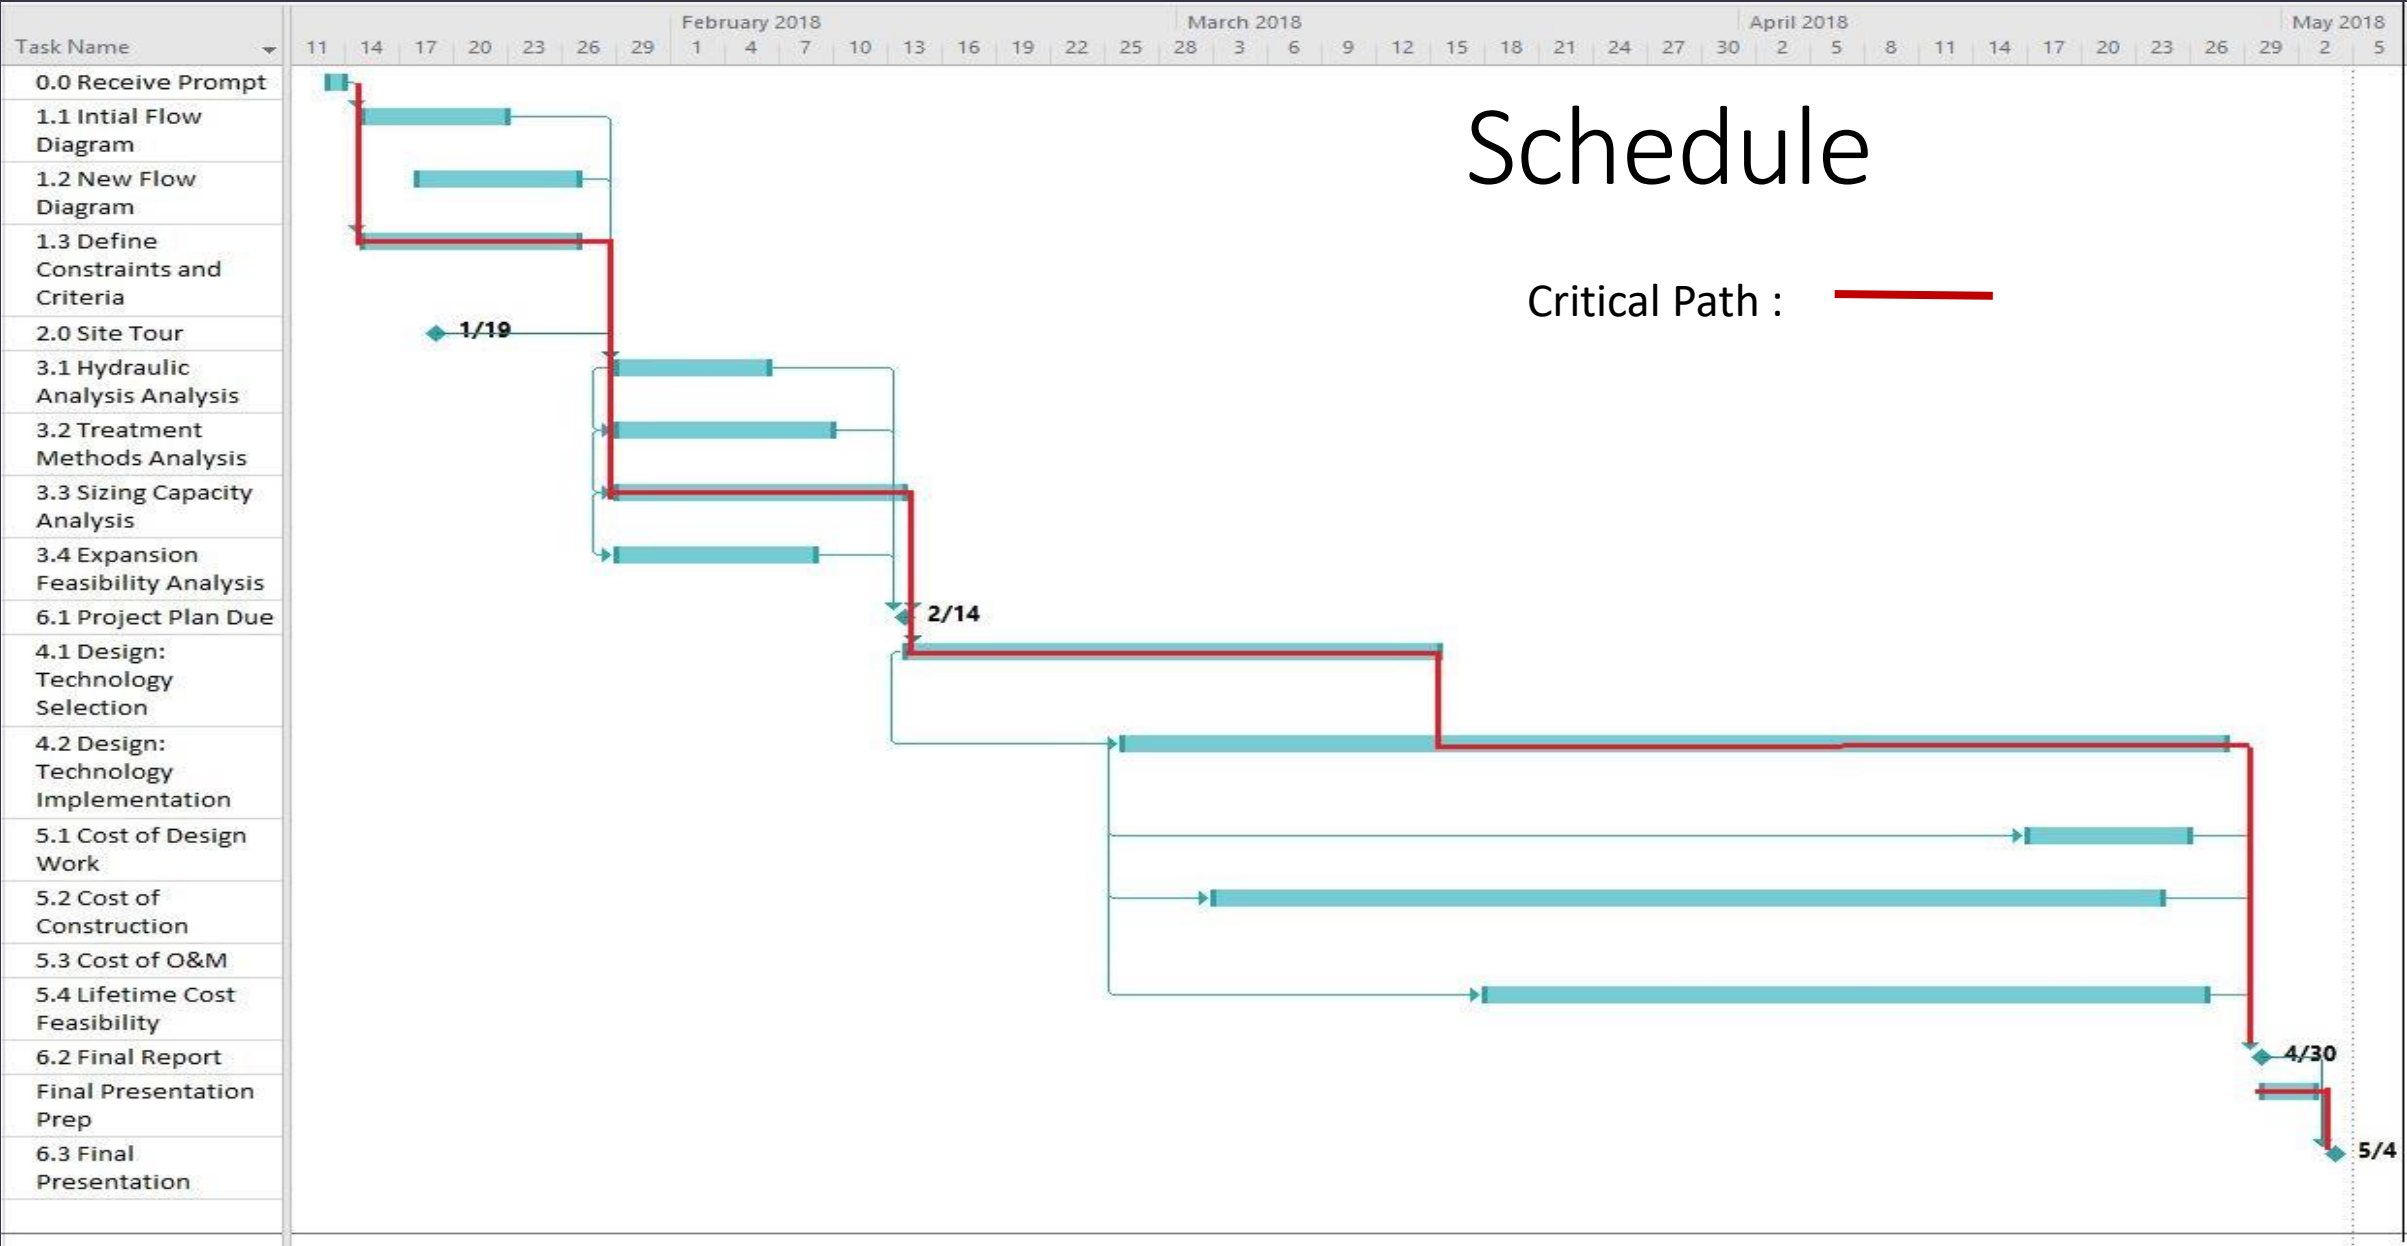 February 2018 March 2018 April 2018 May 2018
Task Name 11 14 17 20 23 26 29 1 4 7 10 13 16 19 22 25 28 3 6 9 12 15 18 21 24 27 30 2 5 8 11 14 17 20 23 26 29 2 5
0.0 Receive Prompt
1.1 Intial Flow
Diagram
1.2 New Flow
Diagram
1.3 Define
Constraints and
Criteria
2.0 Site Tour
1/19
3.1 Hydraulic
Analysis Analysis
3.2 Treatment
Methods Analysis
3.3 Sizing Capacity
Analysis
3.4 Expansion
Feasibility Analysis
6.1 Project Plan Due
2/14
4.1 Design:
Technology
Selection
4.2 Design:
Technology
Implementation
5.1 Cost of Design
Work
5.2 Cost of
Construction
5.3 Cost of O&M
5.4 Lifetime Cost
Feasibility
6.2 Final Report
4/30
Final Presentation
Prep
6.3 Final
Presentation
5/4
Schedule
Critical Path :